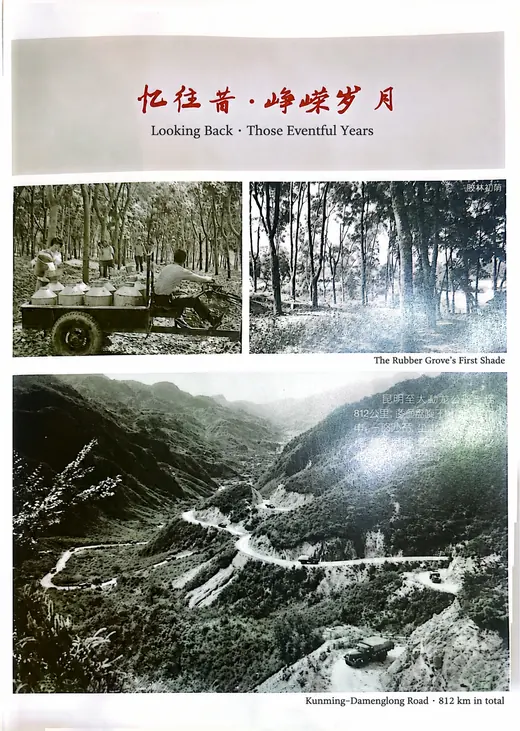 忆往昔·峥嵘岁月
Looking Back · Those Eventful Years
胶林初荫
The Rubber Grove's First Shade
昆明至大勐龙公路全程
812公里
Kunming–Damenglong Road · 812 km in total